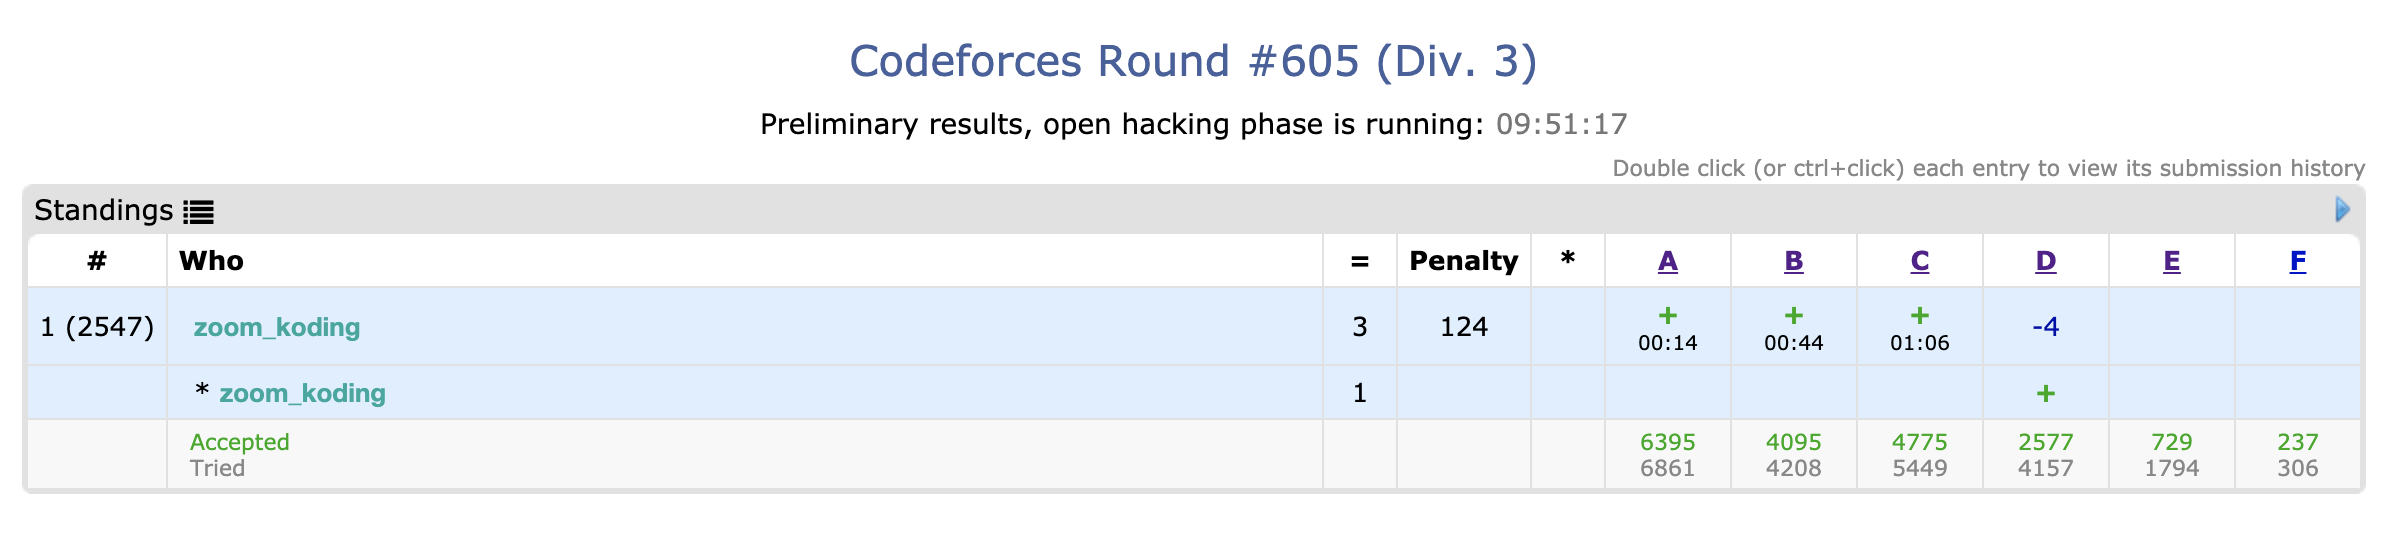 Codeforces Round #605 (Div. 3)
Preliminary results, open hacking phase is running: 09:51:17
Double click (or ctrl+click) each entry to view its submission history
Standings
# Who = Penalty * A B C D E F
1 (2547) zoom_koding 3 124 + + + -4
00:14 00:44 01:06
* zoom_koding 1 +
Accepted 6395 4095 4775 2577 729 237
Tried 6861 4208 5449 4157 1794 306